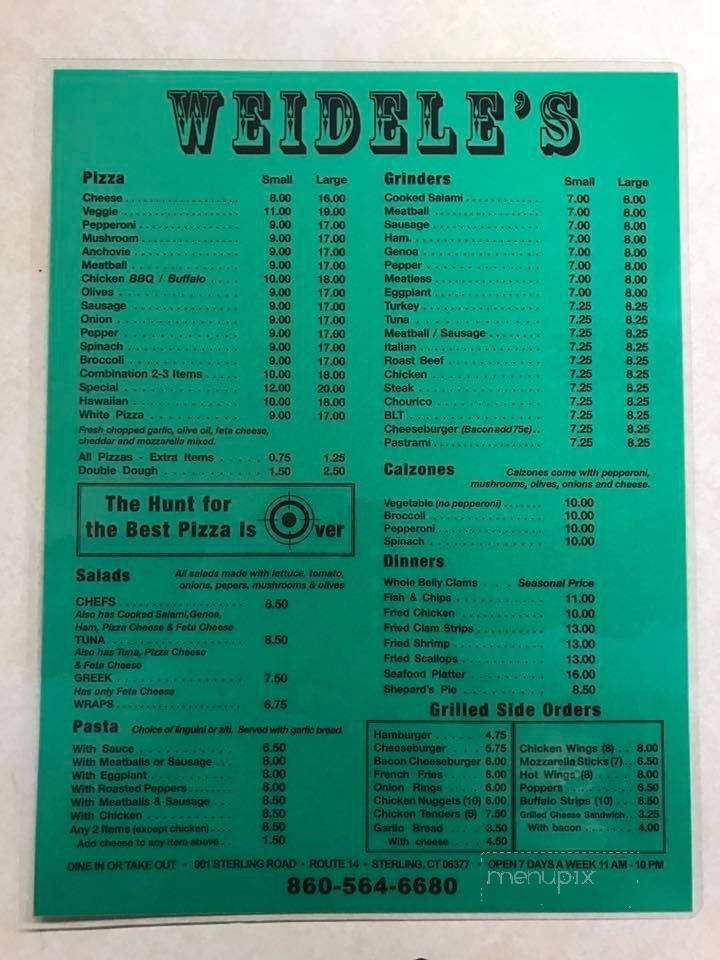 WEIDELE'S
Pizza Small Large
Cheese 8.00 16.00
Veggie 11.00 19.00
Pepperoni 9.00 17.00
Mushroom 9.00 17.00
Anchovie 9.00 17.00
Meatball 9.00 17.00
Chicken BBQ / Buffalo 10.00 18.00
Olives 9.00 17.00
Sausage 9.00 17.00
Onion 9.00 17.00
Pepper 9.00 17.00
Spinach 9.00 17.00
Broccoli 9.00 17.00
Combination 2-3 Items 10.00 18.00
Special 12.00 20.00
Hawaiian 10.00 18.00
White Pizza 9.00 17.00
Fresh chopped garlic, olive oil, feta cheese,
cheddar and mozzarella mixed.
All Pizzas - Extra Items 0.75 1.25
Double Dough 1.50 2.50
The Hunt for
the Best Pizza is Over
Salads All salads made with lettuce, tomato,
onions, pepers, mushrooms & olives
CHEFS 8.50
Also has Cooked Salami, Genoa,
Ham, Pizza Cheese & Feta Cheese
TUNA 8.50
Also has Tuna, Pizza Cheese
& Feta Cheese
GREEK 7.50
Has only Feta Cheese
WRAPS 6.75
Pasta Choice of linguini or ziti. Served with garlic bread.
With Sauce 6.50
With Meatballs or Sausage 8.00
With Eggplant 8.00
With Roasted Peppers 8.00
With Meatballs & Sausage 8.50
With Chicken 8.50
Any 2 Items (except chicken) 8.50
Add cheese to any item above 1.50
Grinders Small Large
Cooked Salami 7.00 8.00
Meatball 7.00 8.00
Sausage 7.00 8.00
Ham. 7.00 8.00
Genoa 7.00 8.00
Pepper 7.00 8.00
Meatless 7.00 8.00
Eggplant 7.00 8.00
Turkey 7.25 8.25
Tuna 7.25 8.25
Meatball / Sausage 7.25 8.25
Italian 7.25 8.25
Roast Beef 7.25 8.25
Chicken 7.25 8.25
Steak 7.25 8.25
Chourico 7.25 8.25
BLT 7.25 8.25
Cheeseburger (Bacon add 75¢) 7.25 8.25
Pastrami 7.25 8.25
Calzones Calzones come with pepperoni,
mushrooms, olives, onions and cheese.
Vegetable (no pepperoni) 10.00
Broccoli 10.00
Pepperoni 10.00
Spinach 10.00
Dinners
Whole Belly Clams Seasonal Price
Fish & Chips 11.00
Fried Chicken 10.00
Fried Clam Strips 13.00
Fried Shrimp 13.00
Fried Scallops 13.00
Seafood Platter 16.00
Shepard's Pie 8.50
Grilled Side Orders
Hamburger 4.75
Cheeseburger 5.75
Bacon Cheeseburger 6.00
French Fries 6.00
Onion Rings 6.00
Chicken Nuggets (10) 6.00
Chicken Tenders (6) 7.50
Garlic Bread 3.50
With cheese 4.50
Chicken Wings (8) 8.00
Mozzarella Sticks (7) 6.50
Hot Wings (8) 8.00
Poppers 6.50
Buffalo Strips (10) 6.50
Grilled Cheese Sandwich 3.25
With bacon 4.00
DINE IN OR TAKE OUT • 981 STERLING ROAD • ROUTE 14 • STERLING, CT 06377 • OPEN 7 DAYS A WEEK 11 AM - 10 PM
860-564-6680
menupix